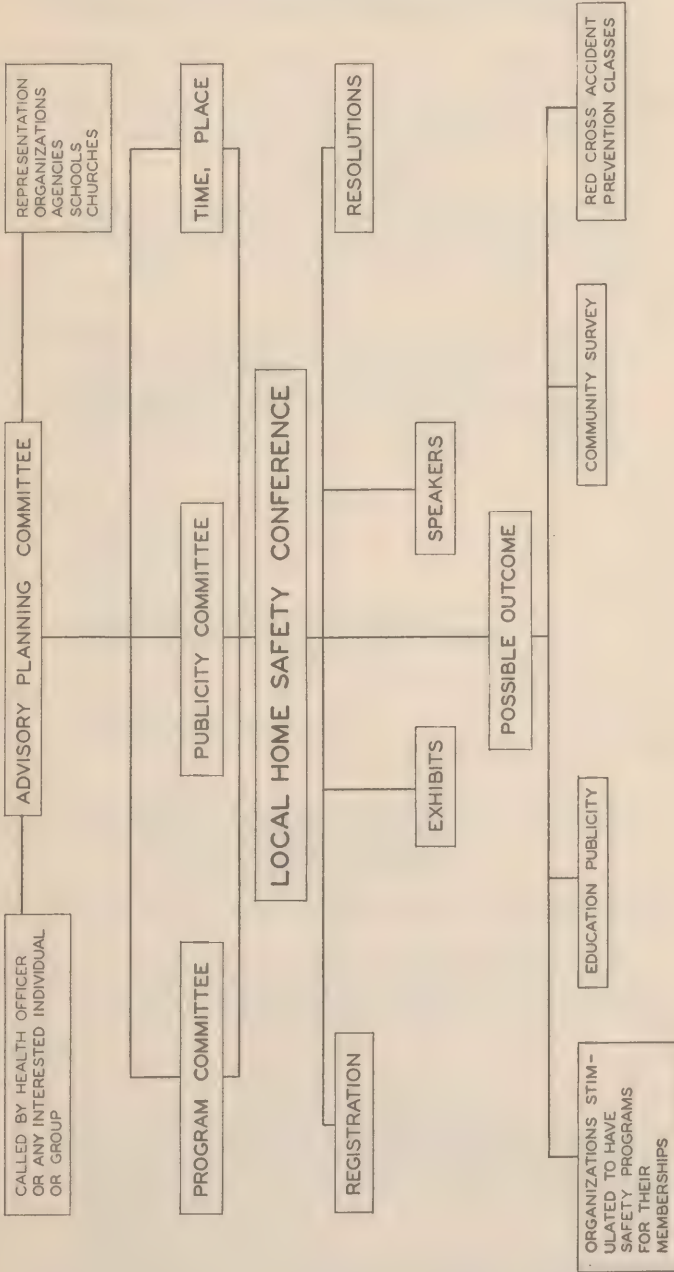 CALLED BY HEALTH OFFICER
OR ANY INTERESTED INDIVIDUAL
OR GROUP
ADVISORY PLANNING COMMITTEE
REPRESENTATION
ORGANIZATIONS
AGENCIES
SCHOOLS
CHURCHES
PROGRAM COMMITTEE
PUBLICITY COMMITTEE
TIME, PLACE
LOCAL HOME SAFETY CONFERENCE
REGISTRATION
EXHIBITS
SPEAKERS
RESOLUTIONS
POSSIBLE OUTCOME
ORGANIZATIONS STIM-
ULATED TO HAVE
SAFETY PROGRAMS
FOR THEIR
MEMBERSHIPS
EDUCATION PUBLICITY
COMMUNITY SURVEY
RED CROSS ACCIDENT
PREVENTION CLASSES